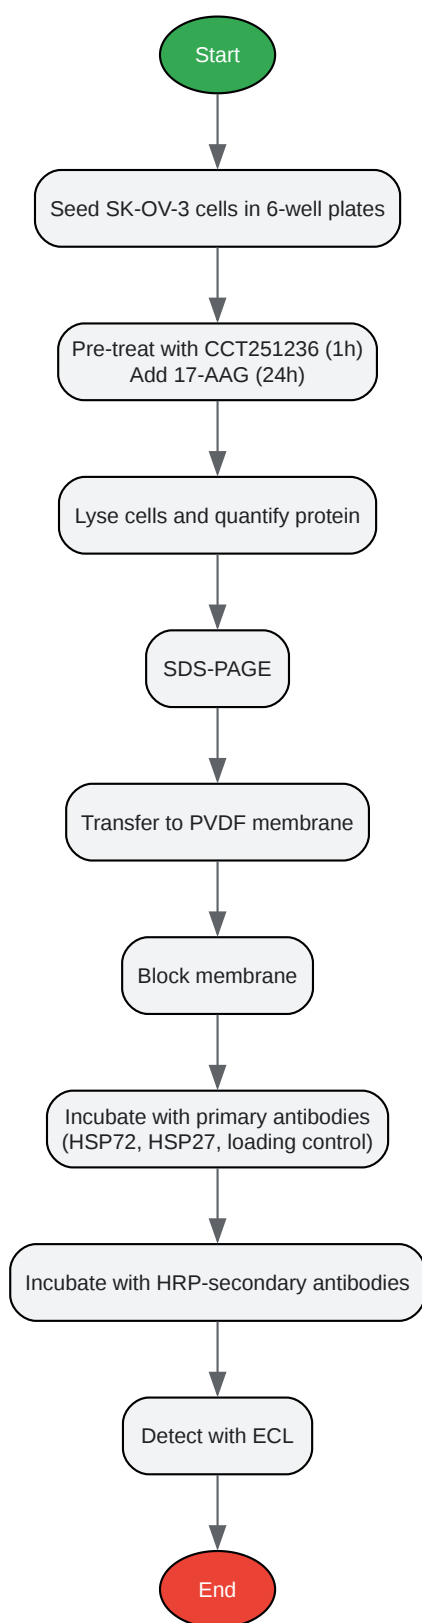 Start
Seed SK-OV-3 cells in 6-well plates
Pre-treat with CCT251236 (1h)
Add 17-AAG (24h)
Lyse cells and quantify protein
SDS-PAGE
Transfer to PVDF membrane
Block membrane
Incubate with primary antibodies
(HSP72, HSP27, loading control)
Incubate with HRP-secondary antibodies
Detect with ECL
End